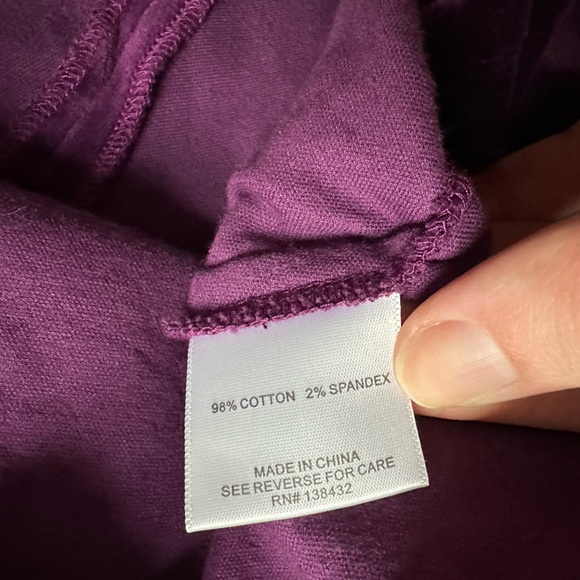 98% COTTON 2% SPANDEX
MADE IN CHINA
SEE REVERSE FOR CARE
RN# 138432